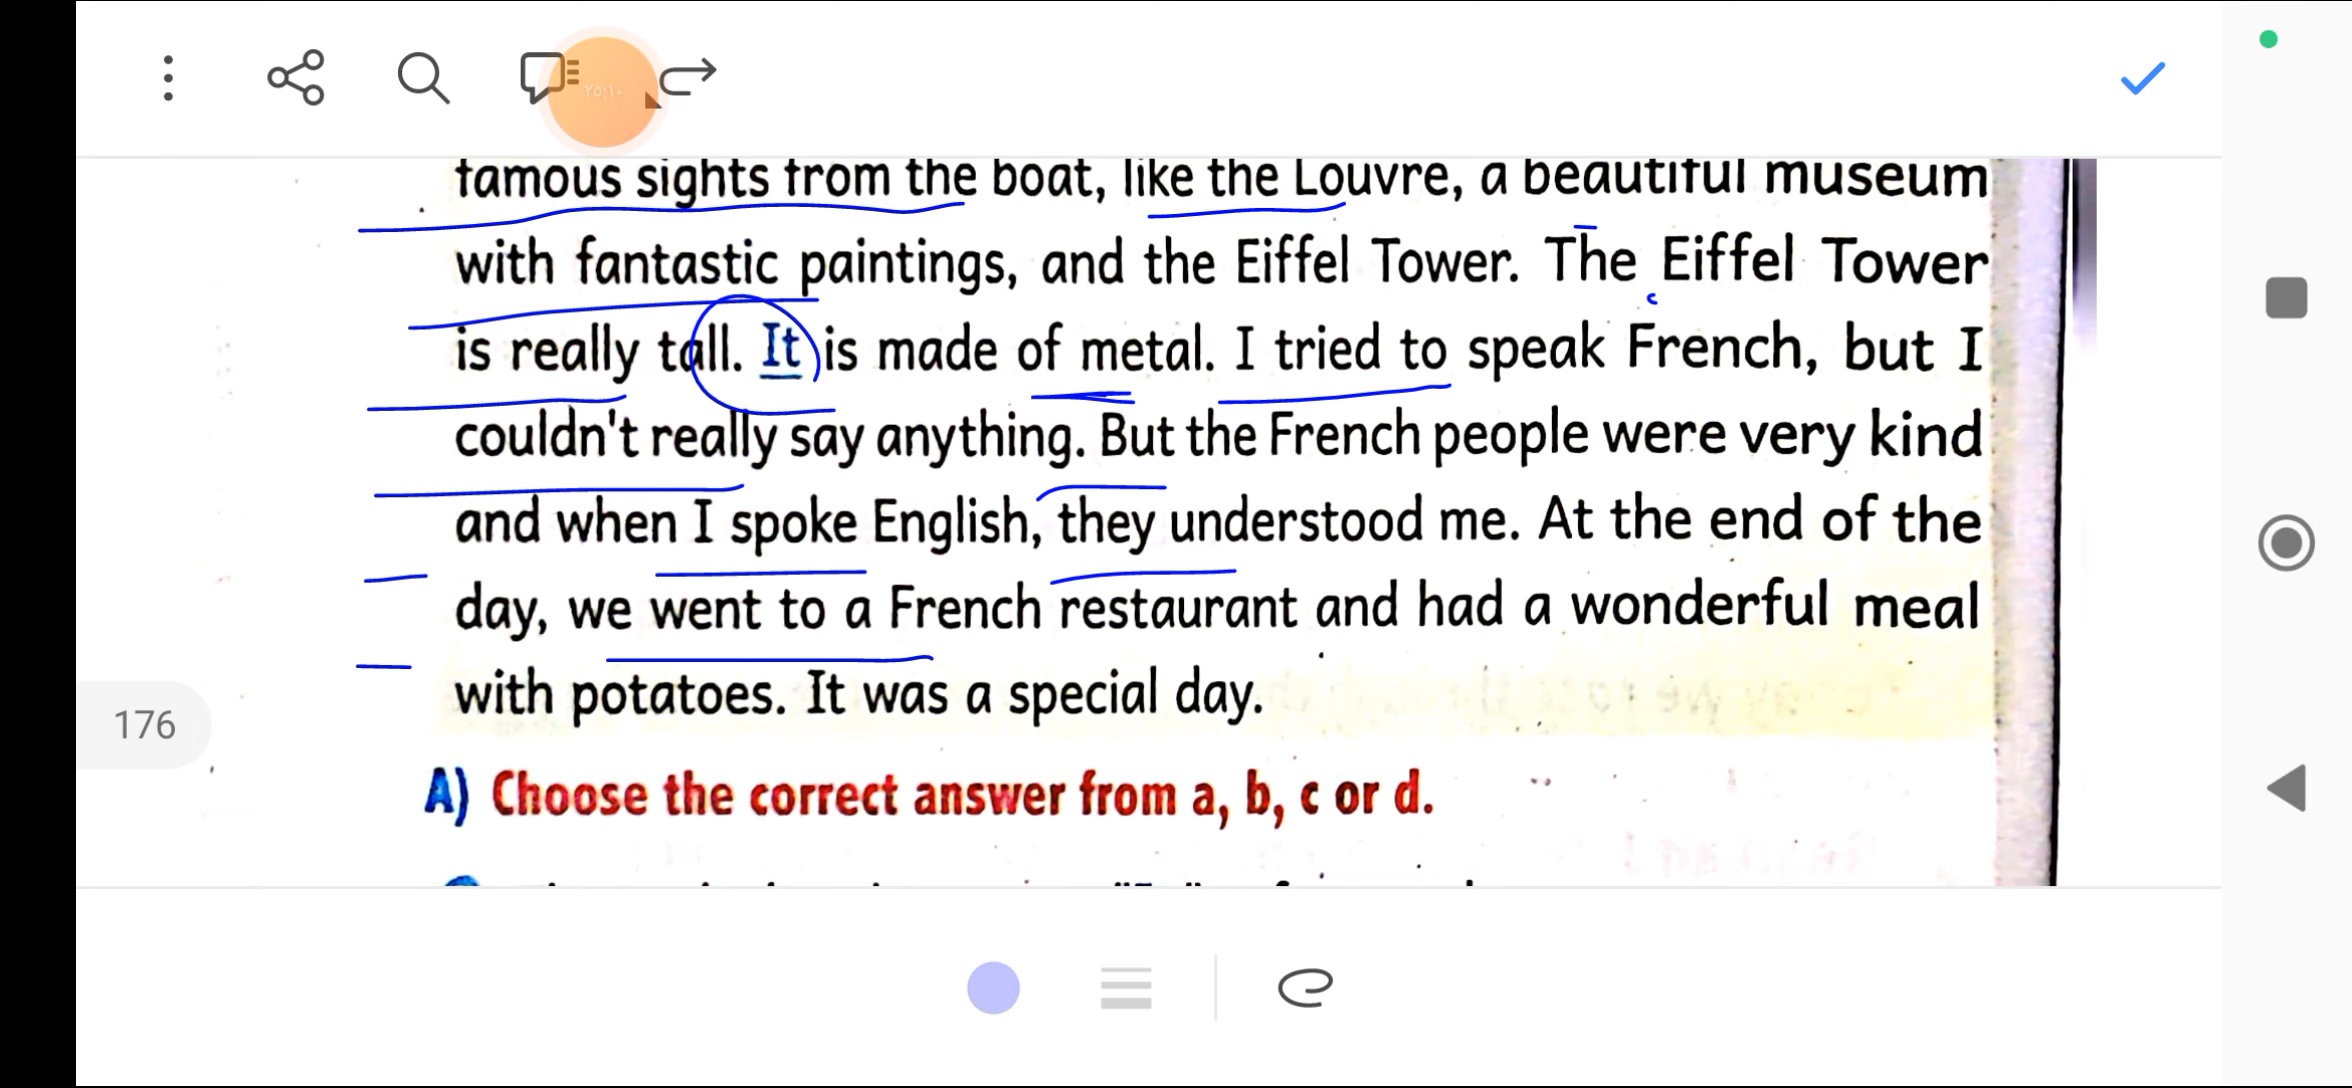 ٢٥:١٠
famous sights from the boat, like the Louvre, a beautiful museum
with fantastic paintings, and the Eiffel Tower. The Eiffel Tower
is really tall. It is made of metal. I tried to speak French, but I
couldn't really say anything. But the French people were very kind
and when I spoke English, they understood me. At the end of the
day, we went to a French restaurant and had a wonderful meal
with potatoes. It was a special day.
176
A) Choose the correct answer from a, b, c or d.